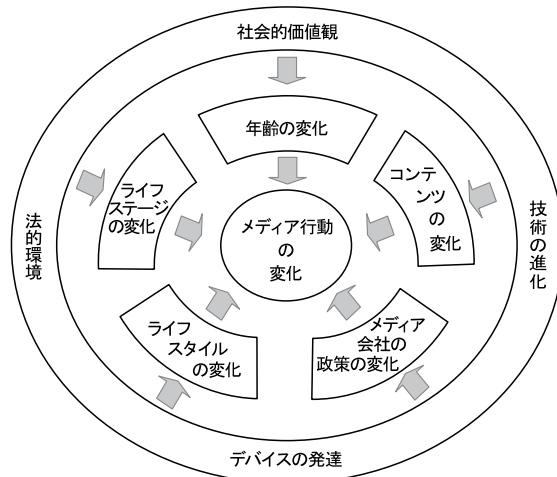 社会的価値観
年齢の変化
コンテ
ンツ
の
変化
ライフ
ステージ
の変化
メディア行動
の
変化
法的環境
技術の進化
ライフ
スタイル
の変化
メディア
会社の
政策の変化
デバイスの発達